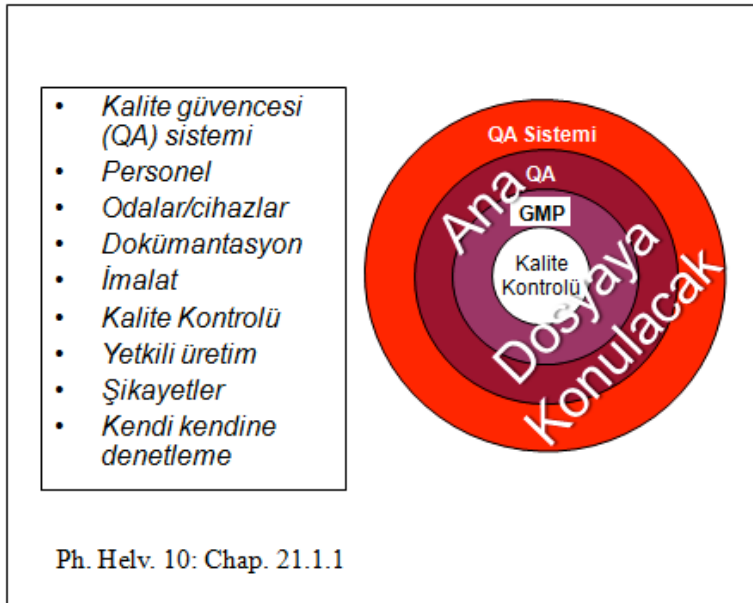 • Kalite güvencesi
(QA) sistemi
• Personel
• Odalar/cihazlar
• Dokümantasyon
• İmalat
• Kalite Kontrolü
• Yetkili üretim
• Şikayetler
• Kendi kendine
denetleme
QA Sistemi
QA
GMP
Kalite
Kontrolü
Ana
Dosyaya
Konulacak
Ph. Helv. 10: Chap. 21.1.1